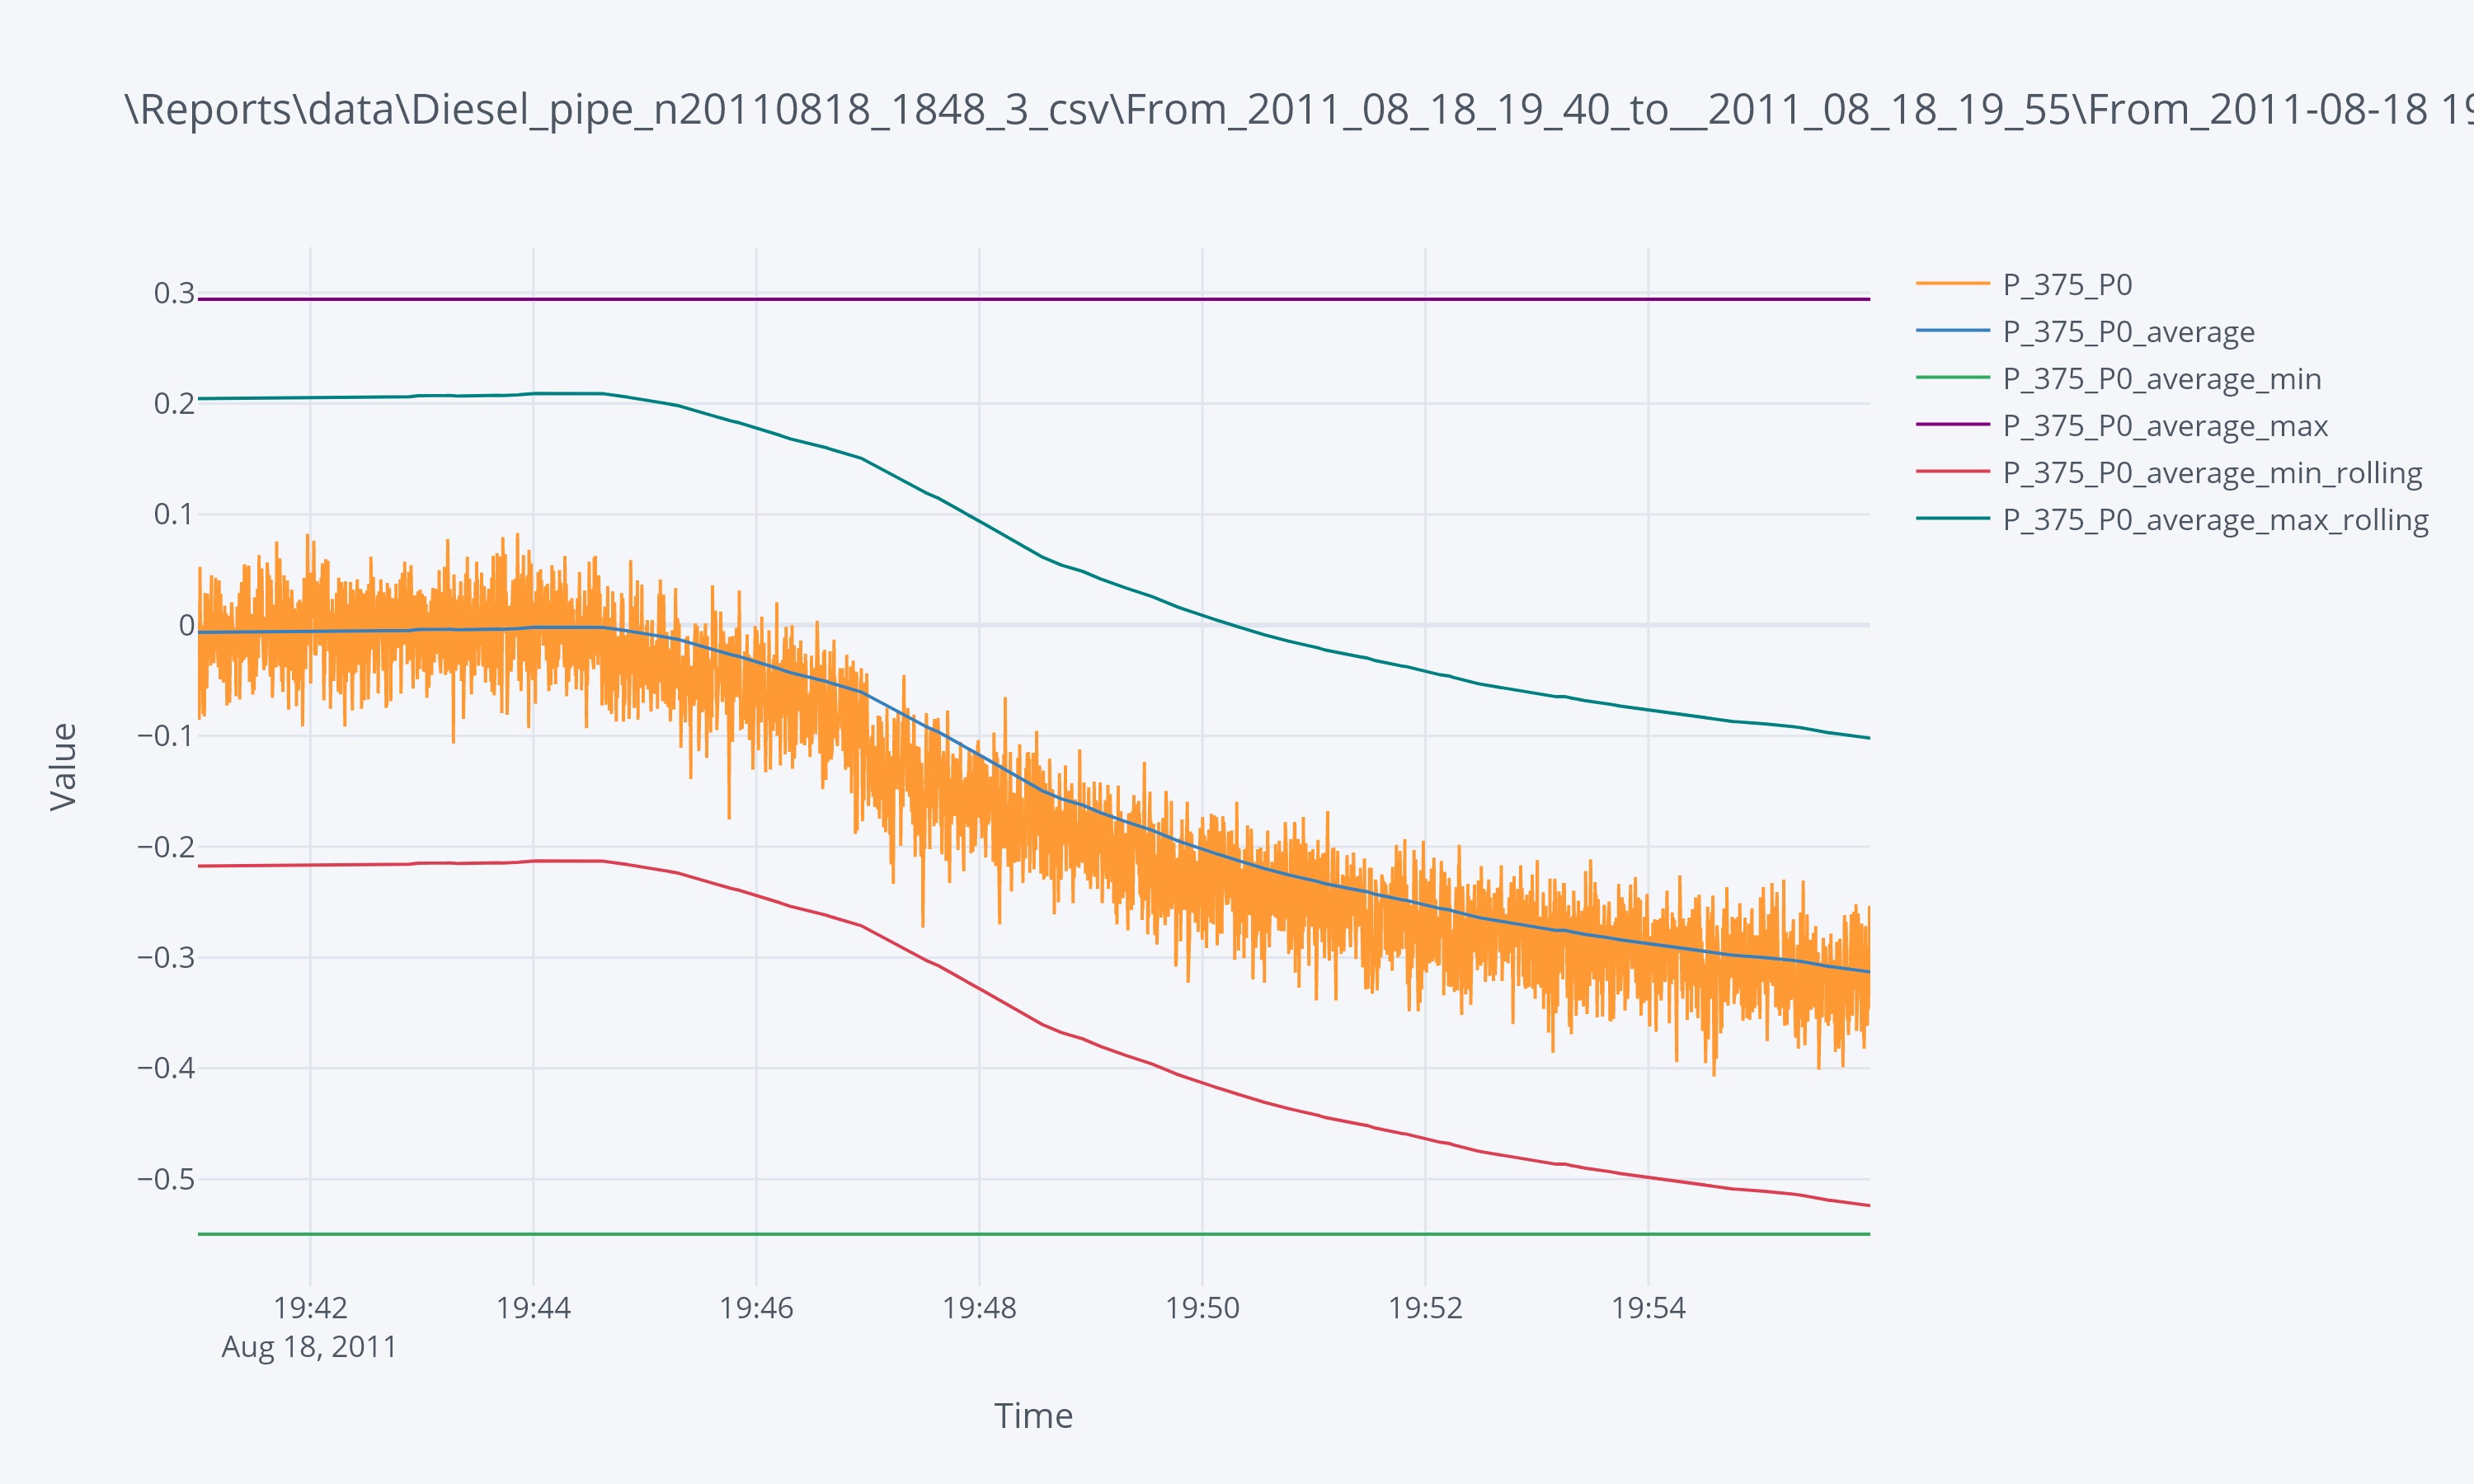 \Reports\data\Diesel_pipe_n20110818_1848_3_csv\From_2011_08_18_19_40_to__2011_08_18_19_55\From_2011-08-18 19
0.3
0.2
0.1
0
−0.1
−0.2
−0.3
−0.4
−0.5
Value
19:42
Aug 18, 2011
19:44
19:46
19:48
19:50
19:52
19:54
Time
P_375_P0
P_375_P0_average
P_375_P0_average_min
P_375_P0_average_max
P_375_P0_average_min_rolling
P_375_P0_average_max_rolling